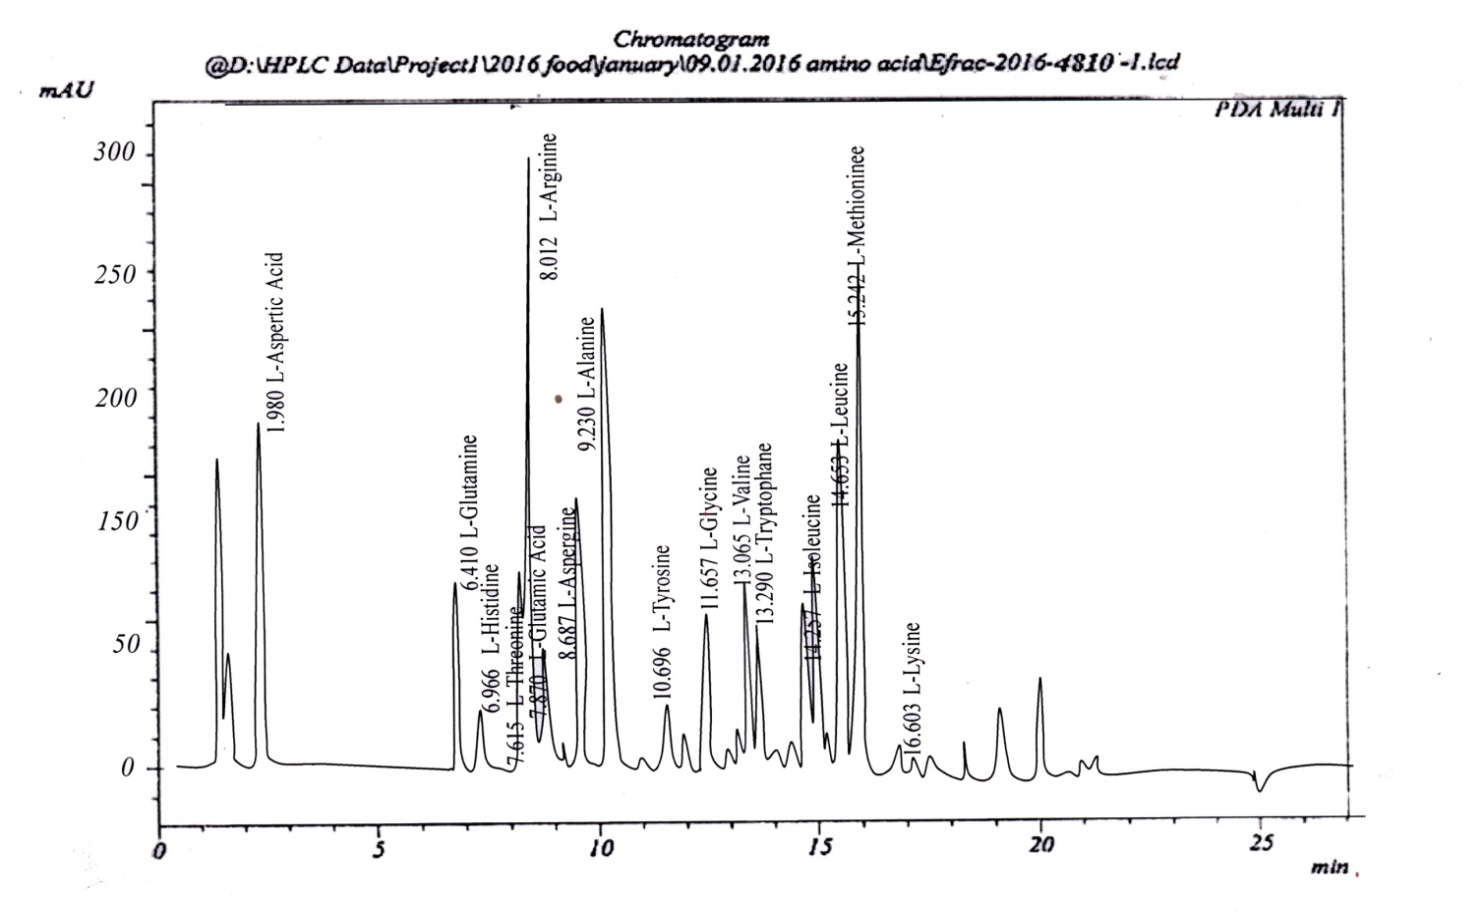 Chromatogram
@D:\HPLC Data\Project1\2016 food\january\09.01.2016 amino acid\Efrac-2016-4810 -1.lcd
mAU
PDA Multi 1
300
250
200
150
50
0
1.980 L-Aspertic Acid
6.410 L-Glutamine
6.966 L-Histidine
7.615 L-Threonine
7.870 L-Glutamic Acid
8.012 L-Arginine
8.687 L-Aspergine
9.230 L-Alanine
10.696 L-Tyrosine
11.657 L-Glycine
13.065 L-Valine
13.290 L-Tryptophane
14.257 L-Isoleucine
14.653 L-Leucine
15.242 L-Methioninee
16.603 L-Lysine
0 5 10 15 20 25
min